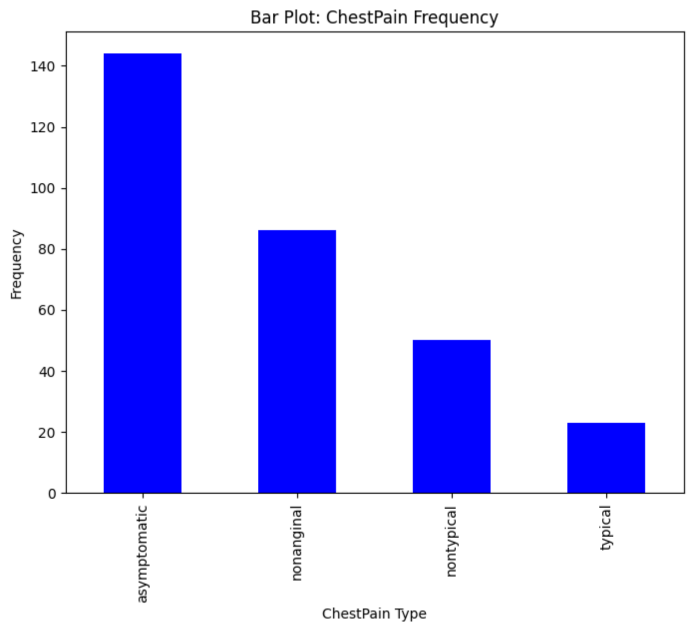 Bar Plot: ChestPain Frequency
140
120
100
80
60
40
20
0
Frequency
asymptomatic
nonanginal
nontypical
typical
ChestPain Type